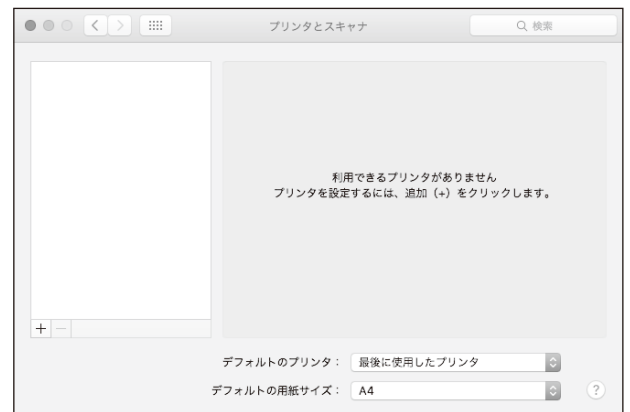 プリンタとスキャナ
検索
利用できるプリンタがありません
プリンタを設定するには、追加（+）をクリックします。
+ −
デフォルトのプリンタ： 最後に使用したプリンタ
デフォルトの用紙サイズ： A4
?